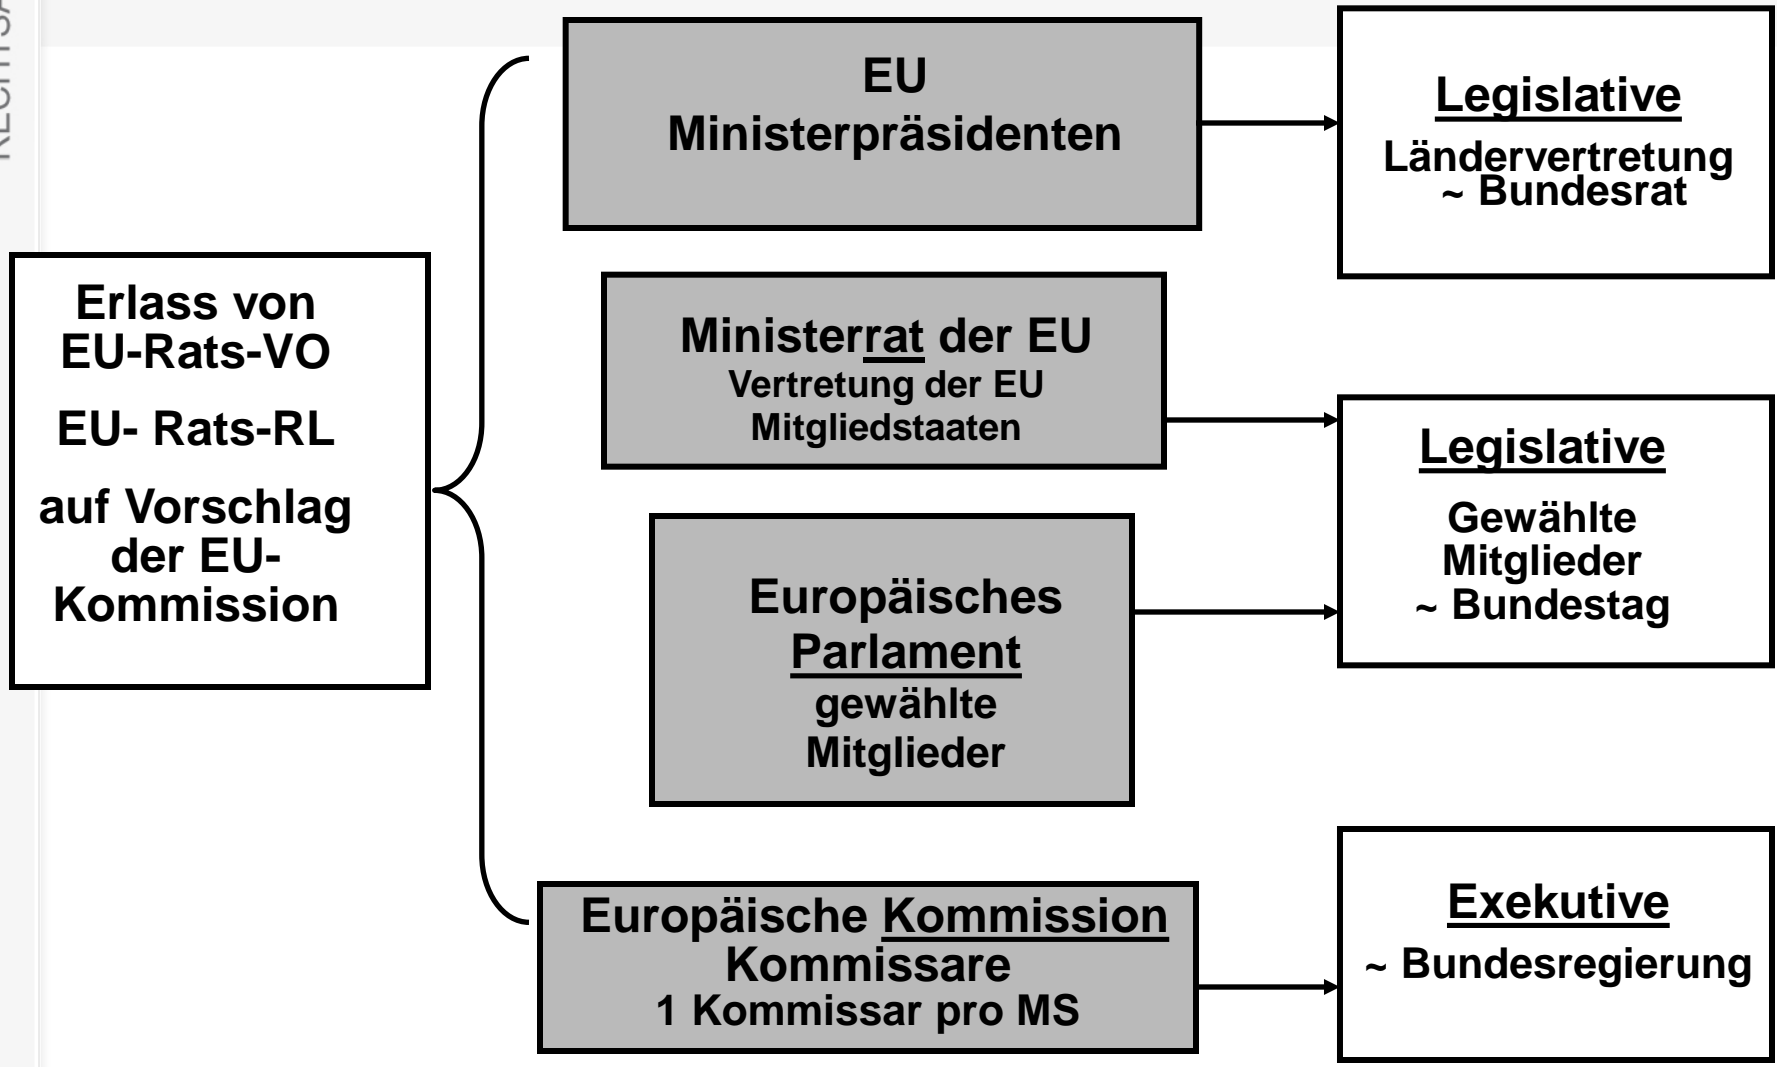 Erlass von
EU-Rats-VO
EU- Rats-RL
auf Vorschlag
der EU-
Kommission
EU
Ministerpräsidenten
Ministerrat der EU
Vertretung der EU
Mitgliedstaaten
Europäisches
Parlament
gewählte
Mitglieder
Europäische Kommission
Kommissare
1 Kommissar pro MS
Legislative
Ländervertretung
~ Bundesrat
Legislative
Gewählte
Mitglieder
~ Bundestag
Exekutive
~ Bundesregierung